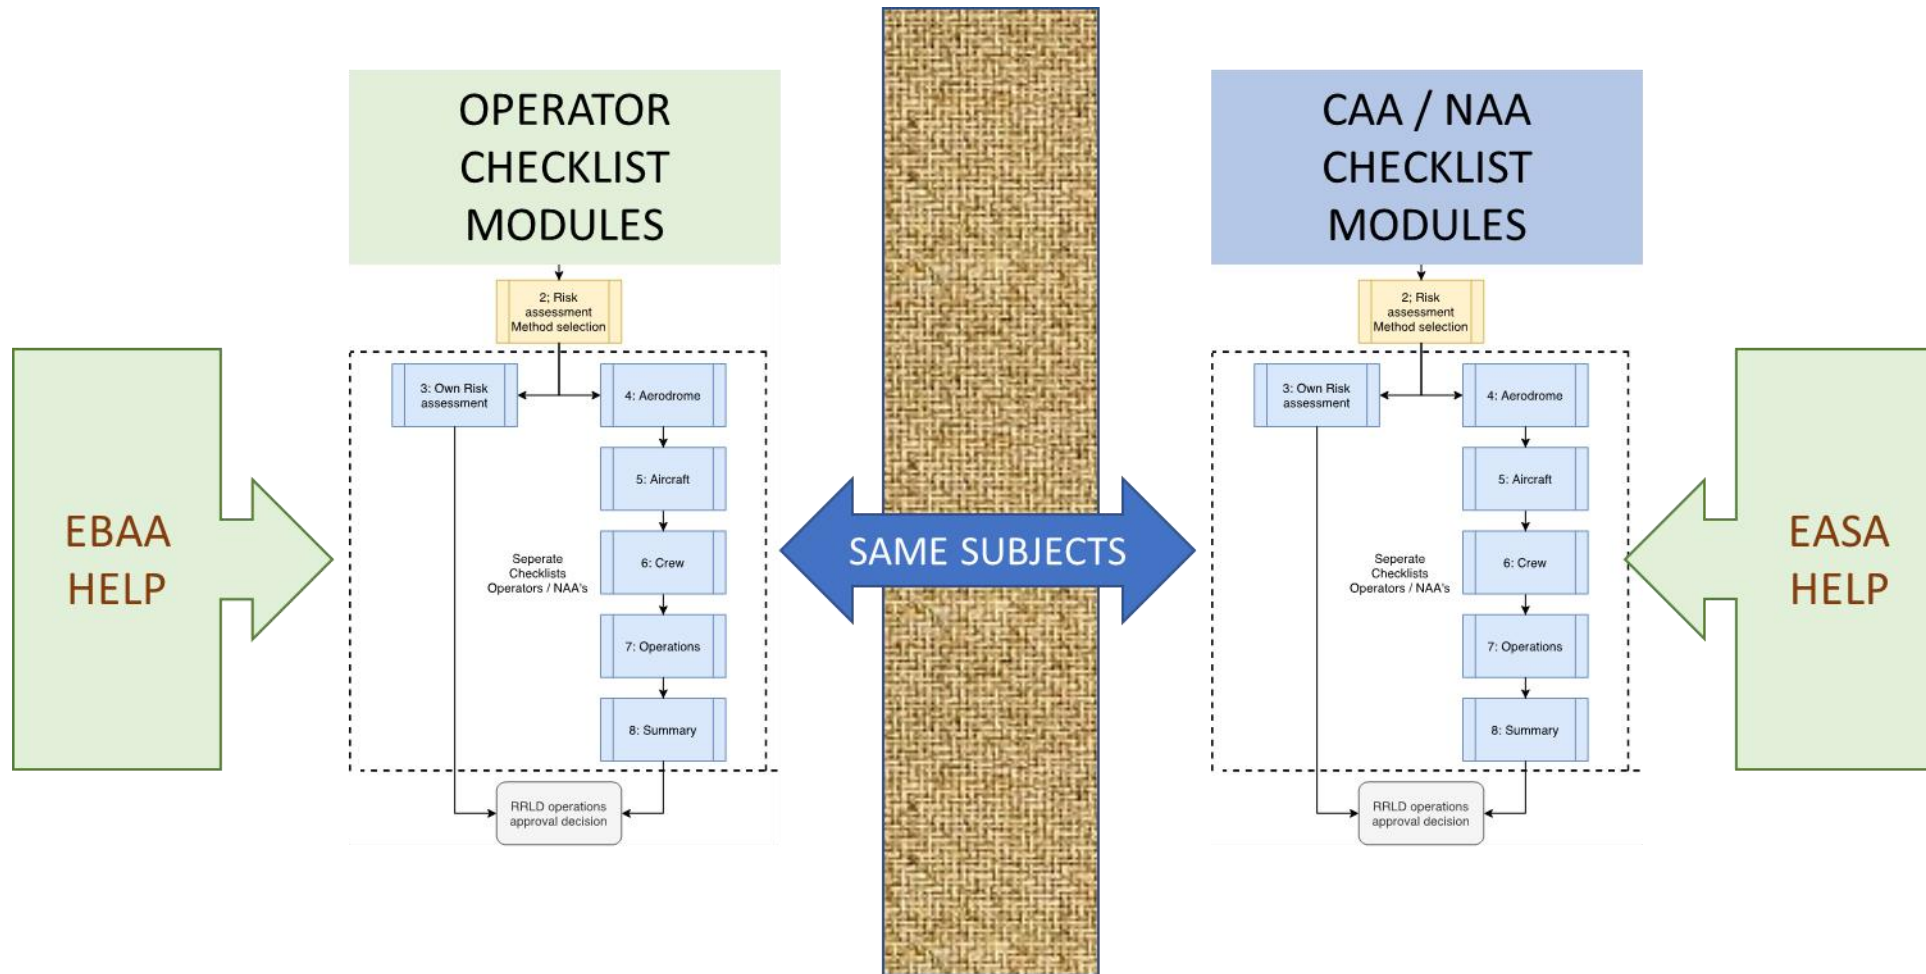 OPERATOR
CHECKLIST
MODULES
2; Risk
assessment
Method selection
3: Own Risk
assessment
4: Aerodrome
5: Aircraft
6: Crew
Seperate
Checklists
Operators / NAA's
7: Operations
8: Summary
RRLD operations
approval decision
EBAA
HELP
SAME SUBJECTS
CAA / NAA
CHECKLIST
MODULES
2; Risk
assessment
Method selection
3: Own Risk
assessment
4: Aerodrome
5: Aircraft
6: Crew
Seperate
Checklists
Operators / NAA's
7: Operations
8: Summary
RRLD operations
approval decision
EASA
HELP